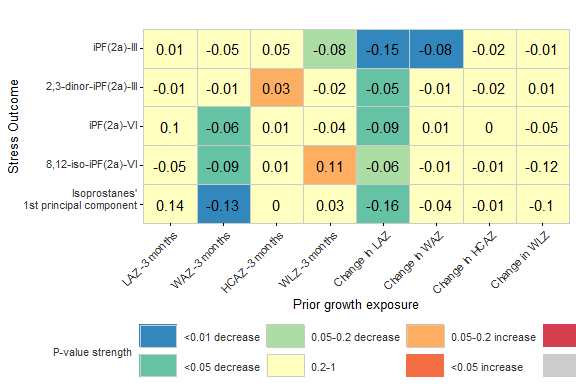 Stress Outcome
iPF(2a)-III 0.01 -0.05 0.05 -0.08 -0.15 -0.08 -0.02 -0.01
2,3-dinor-iPF(2a)-III -0.01 -0.01 0.03 -0.02 -0.05 -0.01 -0.02 0.01
iPF(2a)-VI 0.1 -0.06 0.01 -0.04 -0.09 0.01 0 -0.05
8,12-iso-iPF(2a)-VI -0.05 -0.09 0.01 0.11 -0.06 -0.01 -0.01 -0.12
Isoprostanes'
1st principal component 0.14 -0.13 0 0.03 -0.16 -0.04 -0.01 -0.1
LAZ-3 months WAZ-3 months HCAZ-3 months WLZ-3 months Change in LAZ Change in WAZ Change in HCAZ Change in WLZ
Prior growth exposure
P-value strength
<0.01 decrease 0.05-0.2 decrease 0.05-0.2 increase
<0.05 decrease 0.2-1 <0.05 increase